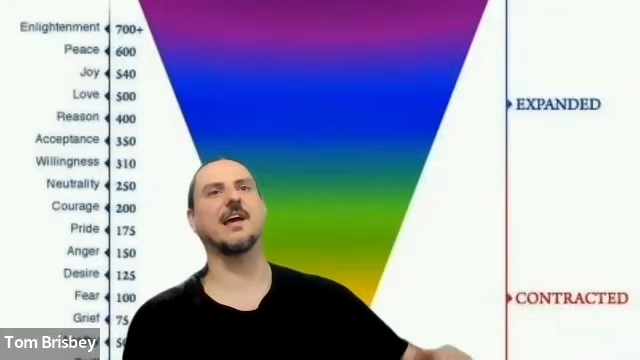 Enlightenment 700+
Peace 600
Joy 540
Love 500
Reason 400
Acceptance 350
Willingness 310
Neutrality 250
Courage 200
Pride 175
Anger 150
Desire 125
Fear 100
Grief 75
EXPANDED
CONTRACTED
Tom Brisbey